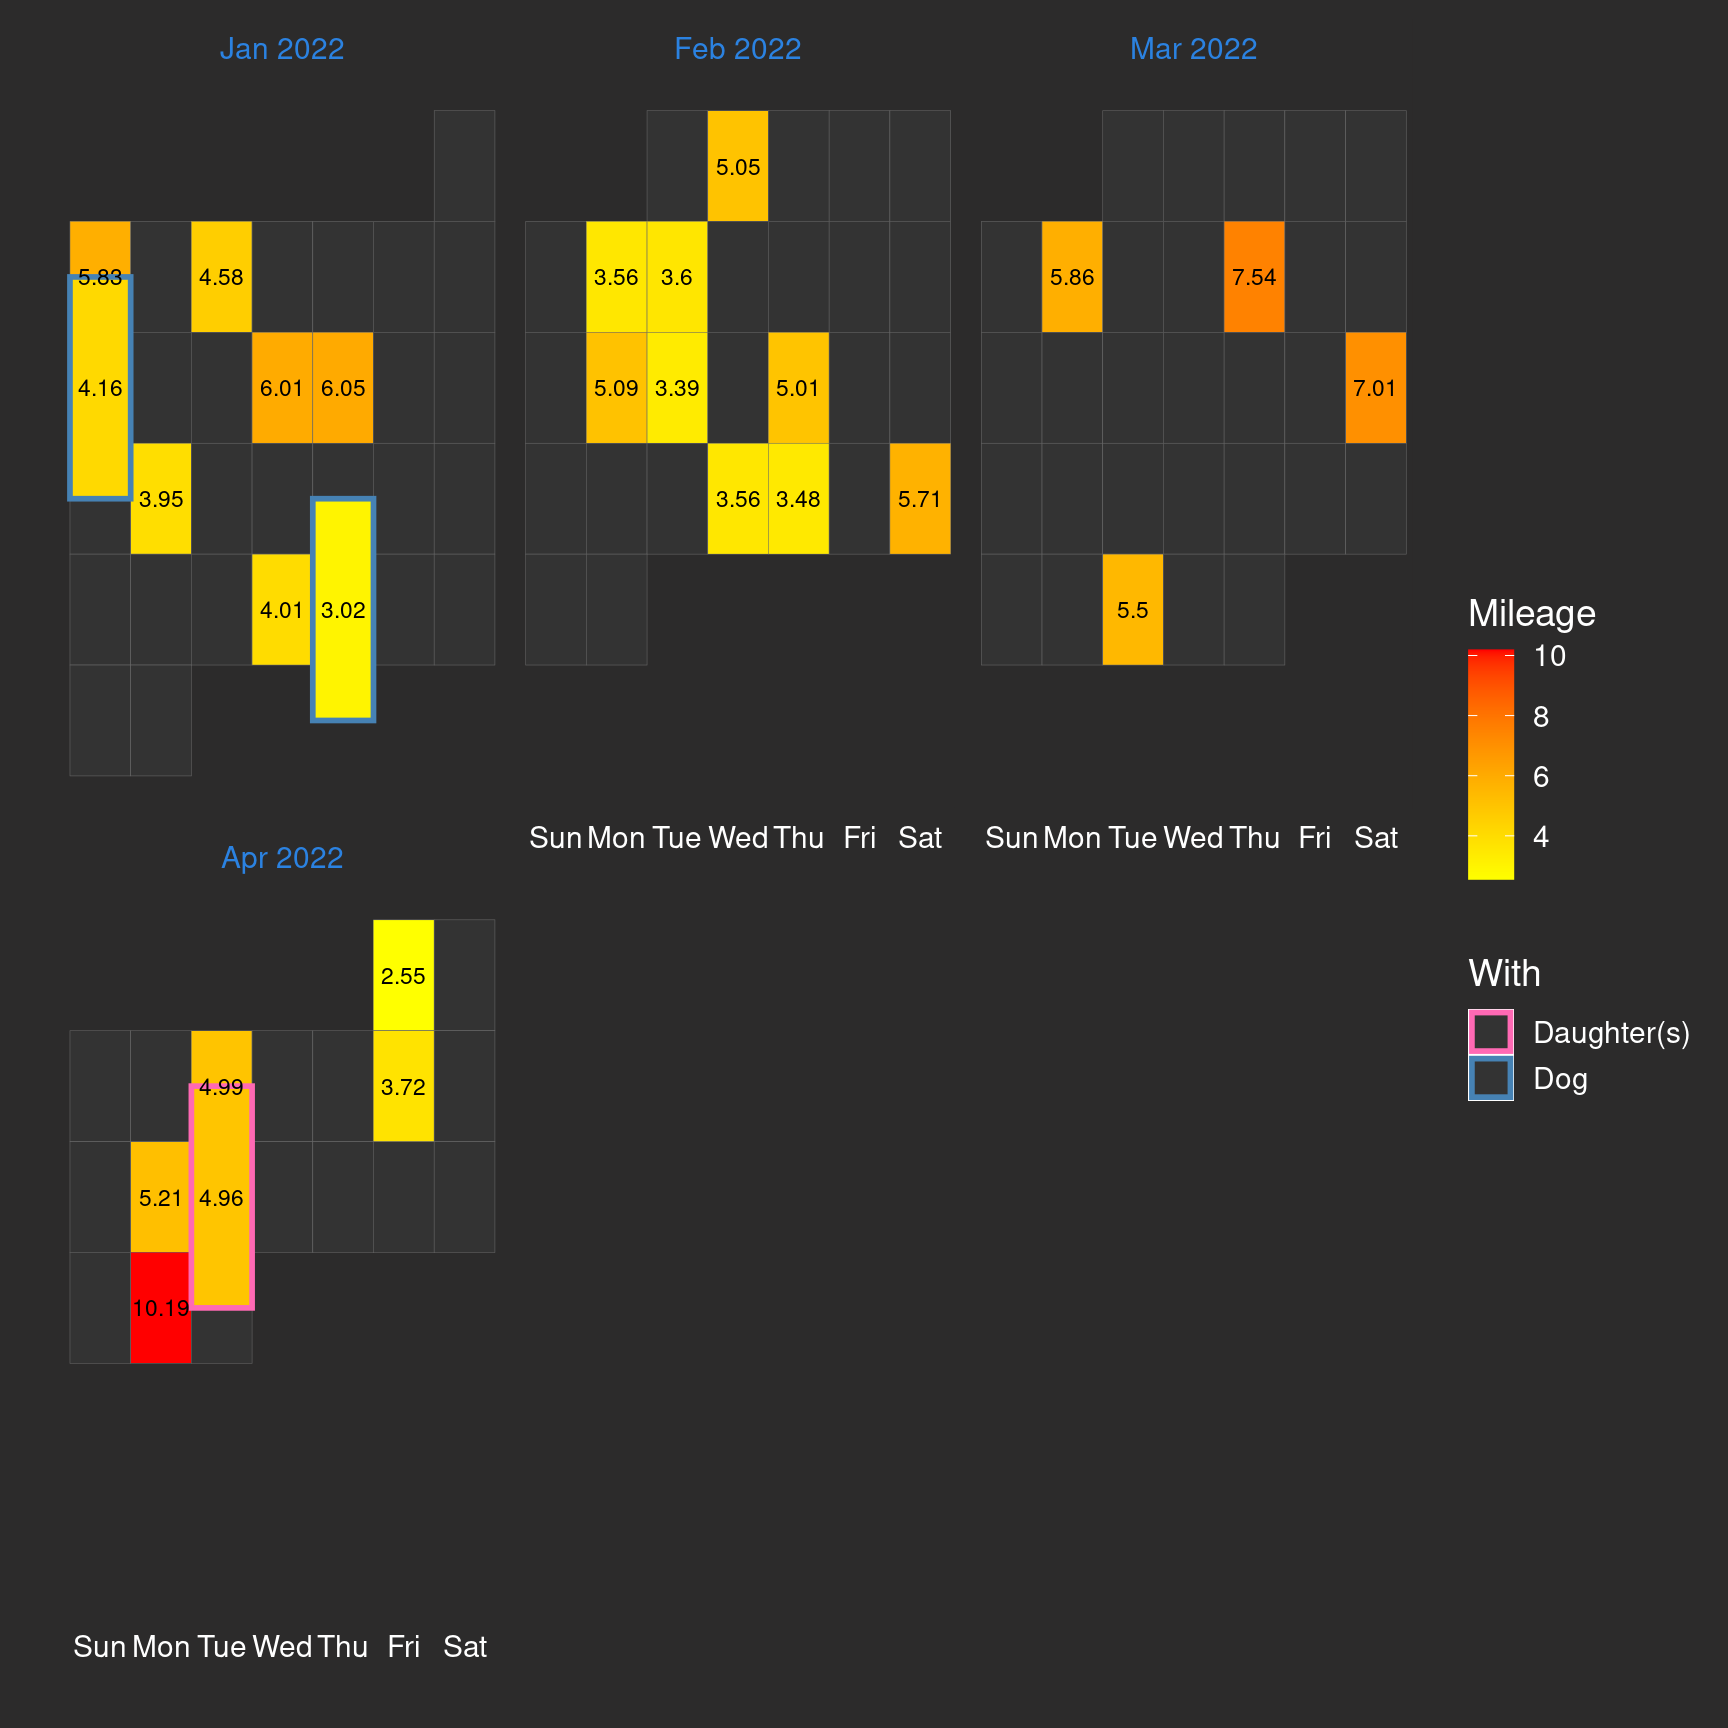 Jan 2022 Feb 2022 Mar 2022
5.05
5.83 4.58 3.56 3.6 5.86 7.54
4.16 6.01 6.05 5.09 3.39 5.01 7.01
3.95 3.56 3.48 5.71
4.01 3.02 5.5
Mileage
10
8
6
4
Sun Mon Tue Wed Thu Fri Sat Sun Mon Tue Wed Thu Fri Sat
Apr 2022
2.55
4.99 3.72
5.21 4.96
10.19
With
Daughter(s)
Dog
Sun Mon Tue Wed Thu Fri Sat